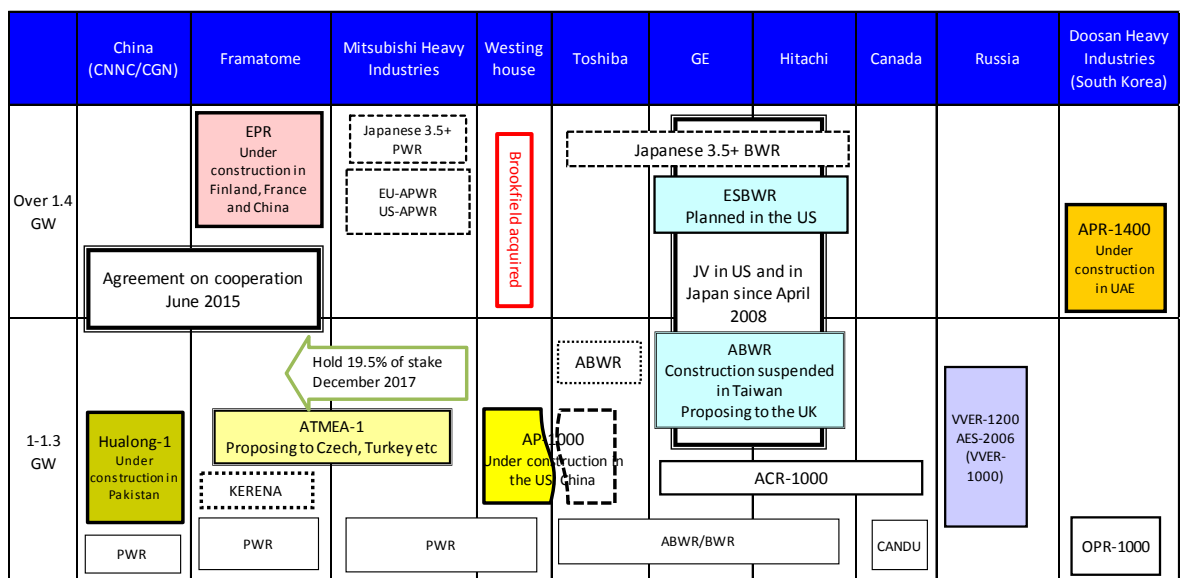 China
(CNNC/CGN)
Framatome
Mitsubishi Heavy
Industries
Westing
house
Toshiba
GE
Hitachi
Canada
Russia
Doosan Heavy
Industries
(South Korea)
Over 1.4
GW
EPR
Under
construction in
Finland, France
and China
Japanese 3.5+
PWR
EU-APWR
US-APWR
Brookfield acquired
Japanese 3.5+ BWR
ESBWR
Planned in the US
APR-1400
Under
construction
in UAE
Agreement on cooperation
June 2015
JV in US and in
Japan since April
2008
1-1.3
GW
Hold 19.5% of stake
December 2017
ABWR
ABWR
Construction suspended
in Taiwan
Proposing to the UK
Hualong-1
Under
construction in
Pakistan
ATMEA-1
Proposing to Czech, Turkey etc
AP-1000
Under construction in
the US, China
VVER-1200
AES-2006
(VVER-
1000)
KERENA
ACR-1000
PWR
PWR
PWR
ABWR/BWR
CANDU
OPR-1000